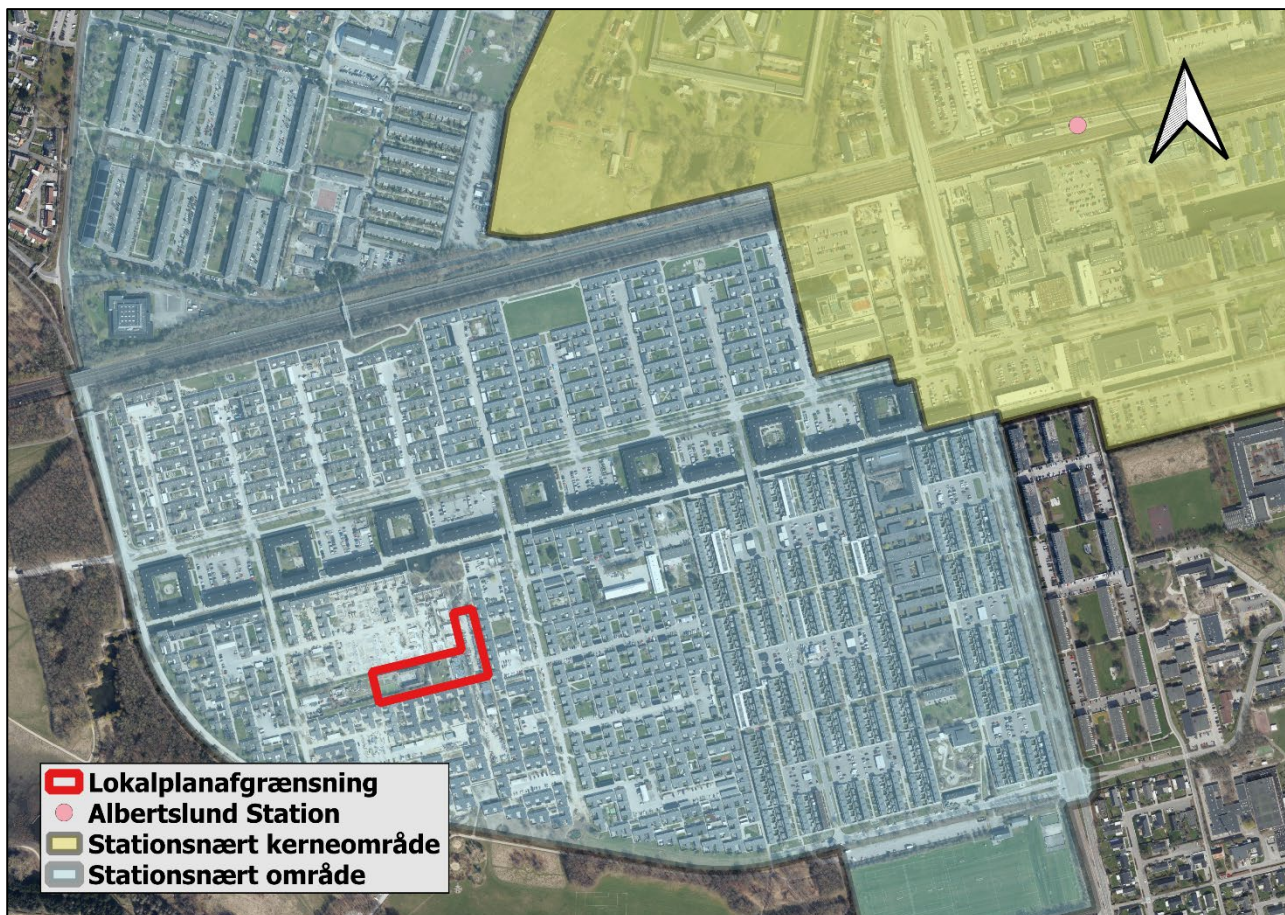 Lokalplanafgrænsning
Albertslund Station
Stationsnært kerneområde
Stationsnært område